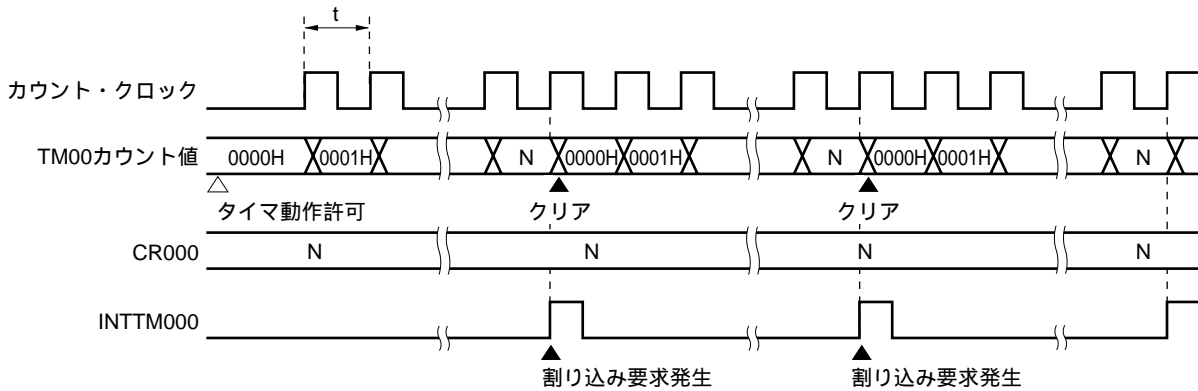 t
カウント・クロック
TM00カウント値 0000H 0001H N 0000H 0001H N 0000H 0001H N
タイマ動作許可 クリア クリア
CR000 N N N N
INTTM000
割り込み要求発生 割り込み要求発生